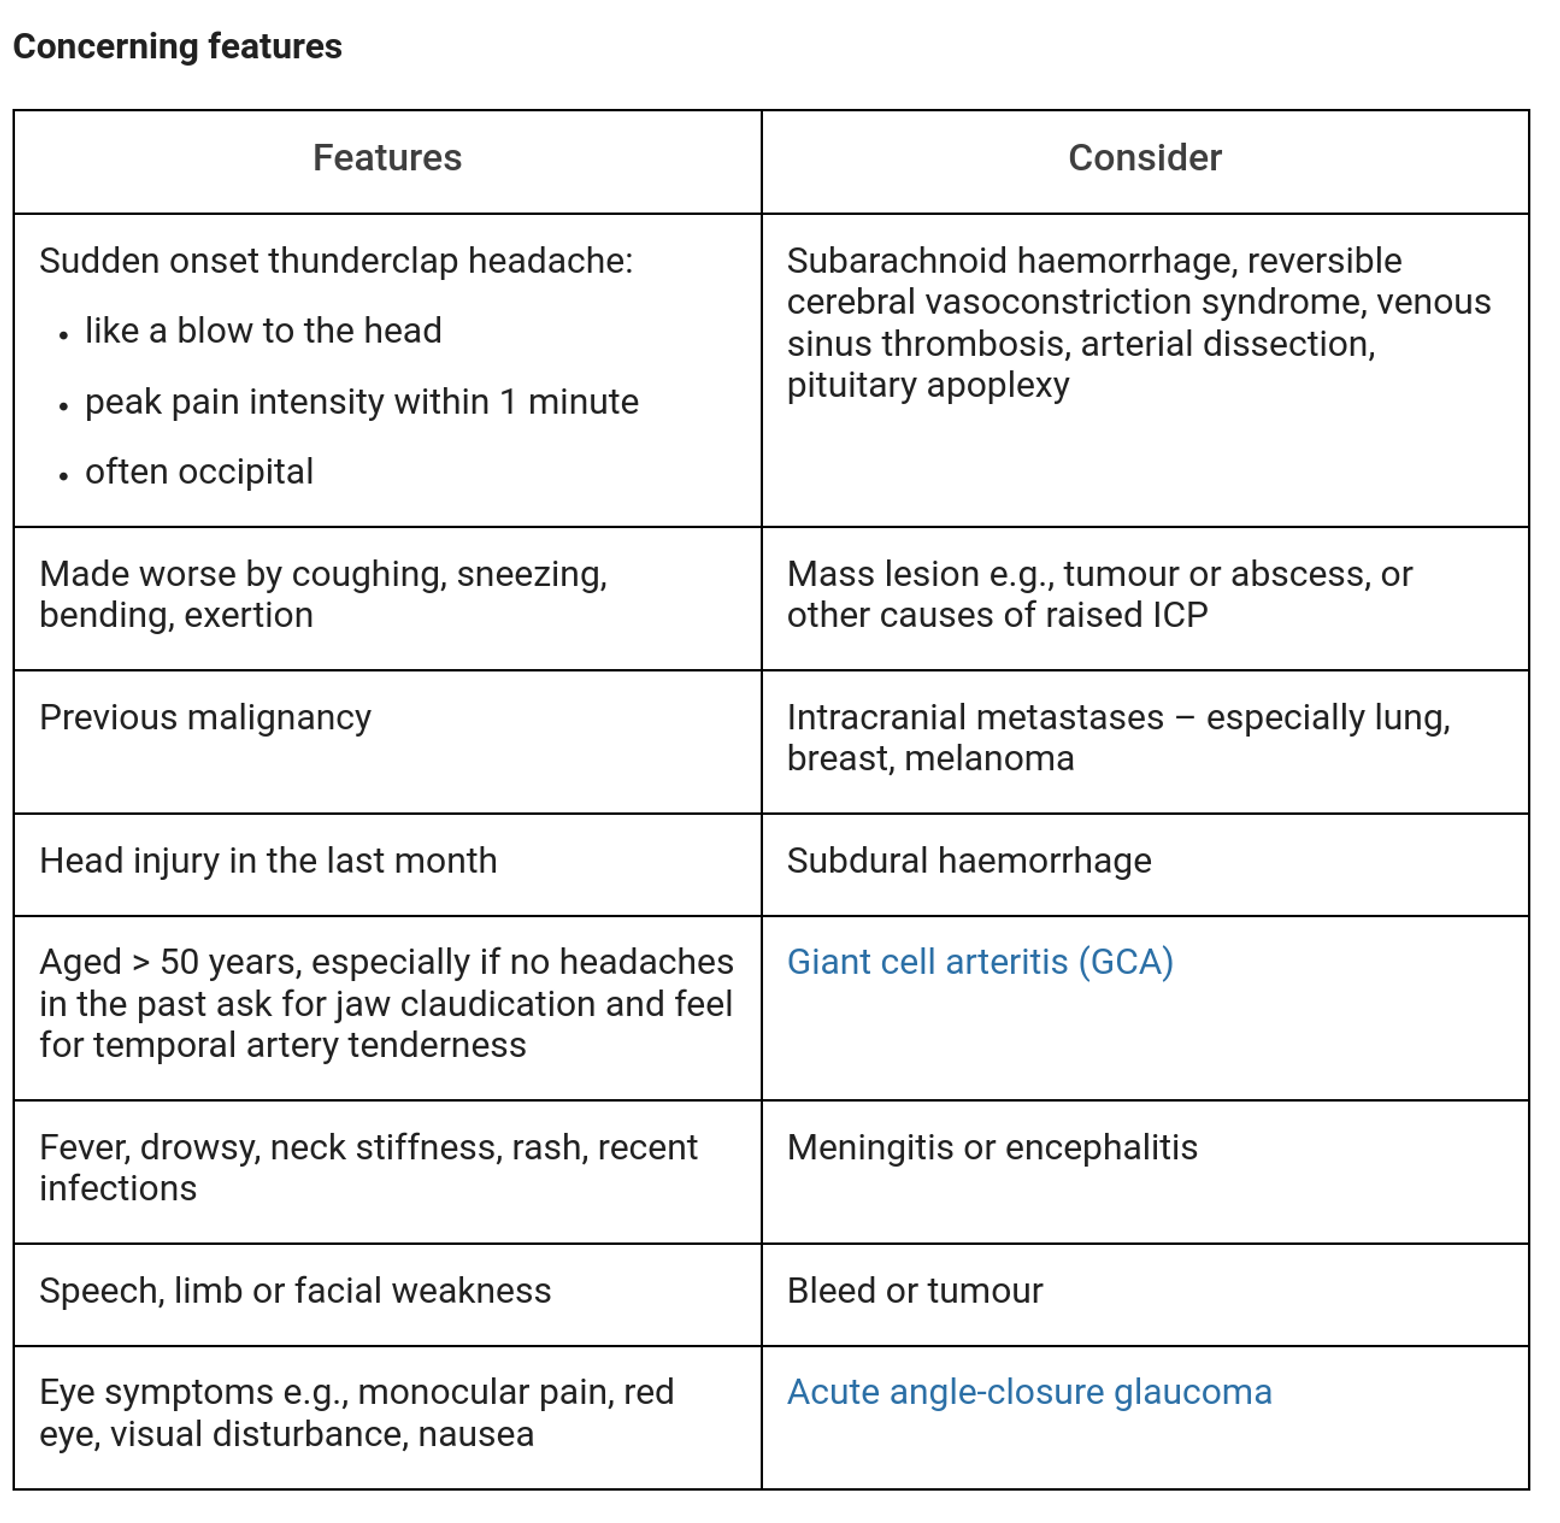 Concerning features
Features
Consider
Sudden onset thunderclap headache:
• like a blow to the head
• peak pain intensity within 1 minute
• often occipital
Subarachnoid haemorrhage, reversible
cerebral vasoconstriction syndrome, venous
sinus thrombosis, arterial dissection,
pituitary apoplexy
Made worse by coughing, sneezing,
bending, exertion
Mass lesion e.g., tumour or abscess, or
other causes of raised ICP
Previous malignancy
Intracranial metastases – especially lung,
breast, melanoma
Head injury in the last month
Subdural haemorrhage
Aged > 50 years, especially if no headaches
in the past ask for jaw claudication and feel
for temporal artery tenderness
Giant cell arteritis (GCA)
Fever, drowsy, neck stiffness, rash, recent
infections
Meningitis or encephalitis
Speech, limb or facial weakness
Bleed or tumour
Eye symptoms e.g., monocular pain, red
eye, visual disturbance, nausea
Acute angle-closure glaucoma